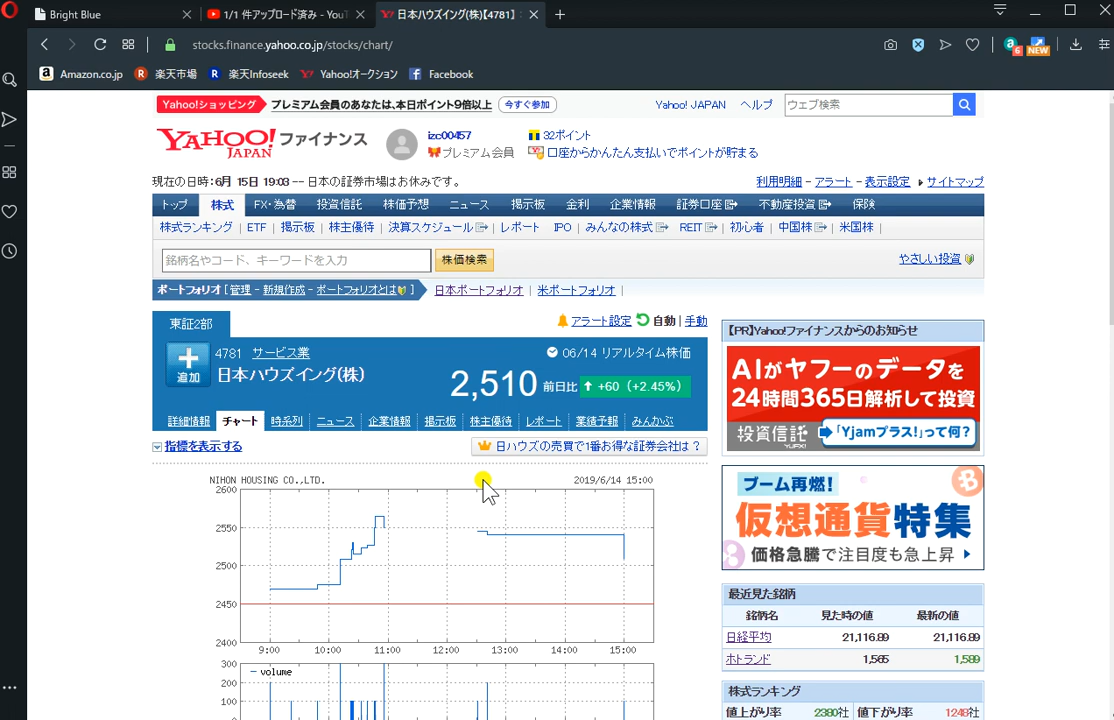 Bright Blue
1/1 件アップロード済み - YouT
日本ハウズイング(株)【4781】:
stocks.finance.yahoo.co.jp/stocks/chart/
6
NEW
Amazon.co.jp
楽天市場
楽天Infoseek
Yahoo!オークション
Facebook
Yahoo!ショッピング プレミアム会員のあなたは、本日ポイント9倍以上 今すぐ参加
Yahoo! JAPAN ヘルプ ウェブ検索
YAHOO! JAPAN ファイナンス
izc00457 32ポイント
プレミアム会員 口座からかんたん支払いでポイントが貯まる
現在の日時：6月 15日 19:03 -- 日本の証券市場はお休みです。
利用明細 - アラート - 表示設定 サイトマップ
トップ 株式 FX・為替 投資信託 株価予想 ニュース 掲示板 金利 企業情報 証券口座 不動産投資 保険
株式ランキング | ETF | 掲示板 | 株主優待 | 決算スケジュール | レポート | IPO | みんなの株式 | REIT | 初心者 | 中国株 | 米国株 |
銘柄名やコード、キーワードを入力 株価検索
やさしい投資
ポートフォリオ [ 管理 - 新規作成 - ポートフォリオとは ] 日本ポートフォリオ | 米ポートフォリオ |
東証2部
アラート設定 自動 | 手動
追加
4781 サービス業
06/14 リアルタイム株価
日本ハウズイング(株)
2,510 前日比 +60（+2.45%）
詳細情報 チャート 時系列 ニュース 企業情報 掲示板 株主優待 レポート 業績予報 みんかぶ
指標を表示する
日ハウズの売買で1番お得な証券会社は？
NIHON HOUSING CO.,LTD. 2019/6/14 15:00
2600
2550
2500
2450
2400
9:00 10:00 11:00 12:00 13:00 14:00 15:00
300
volume
200
100
【PR】Yahoo!ファイナンスからのお知らせ
AIがヤフーのデータを
24時間365日解析して投資
投資信託 「Yjamプラス!」って何?
ブーム再燃!
仮想通貨特集
価格急騰で注目度も急上昇
最近見た銘柄
銘柄名 見た時の値 最新の値
日経平均 21,116.89 21,116.89
ホトランド 1,565 1,589
株式ランキング
値上がり率 2380社 値下がり率 1248社